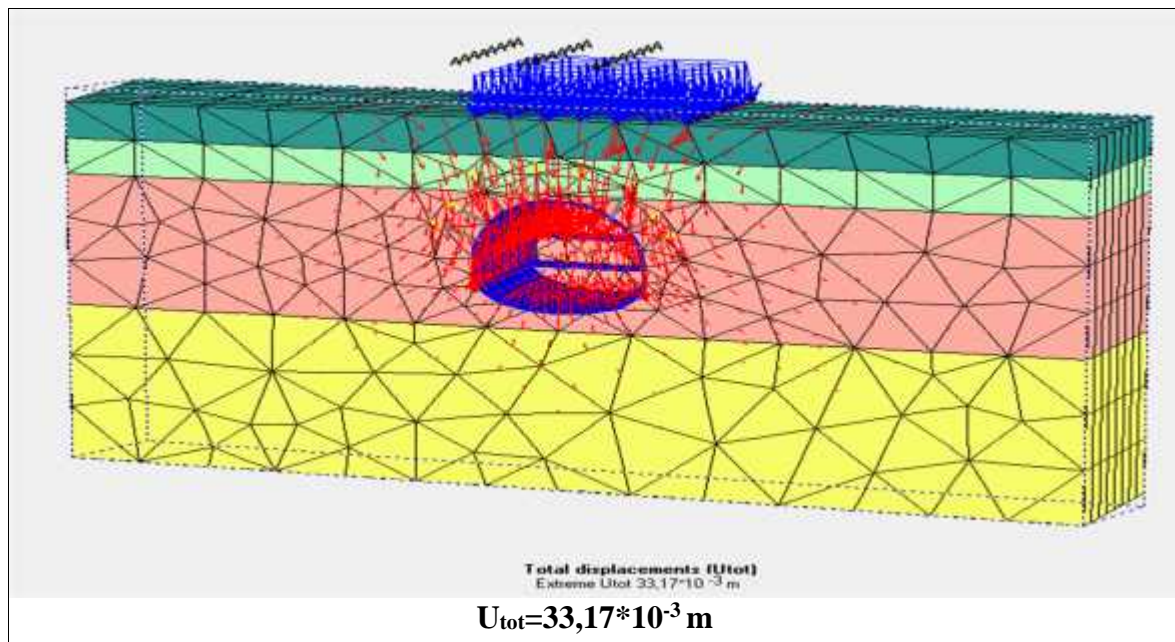 Total displacements (Utot)
Extreme Utot 33,17*10 -3 m
Utot=33,17*10-3 m